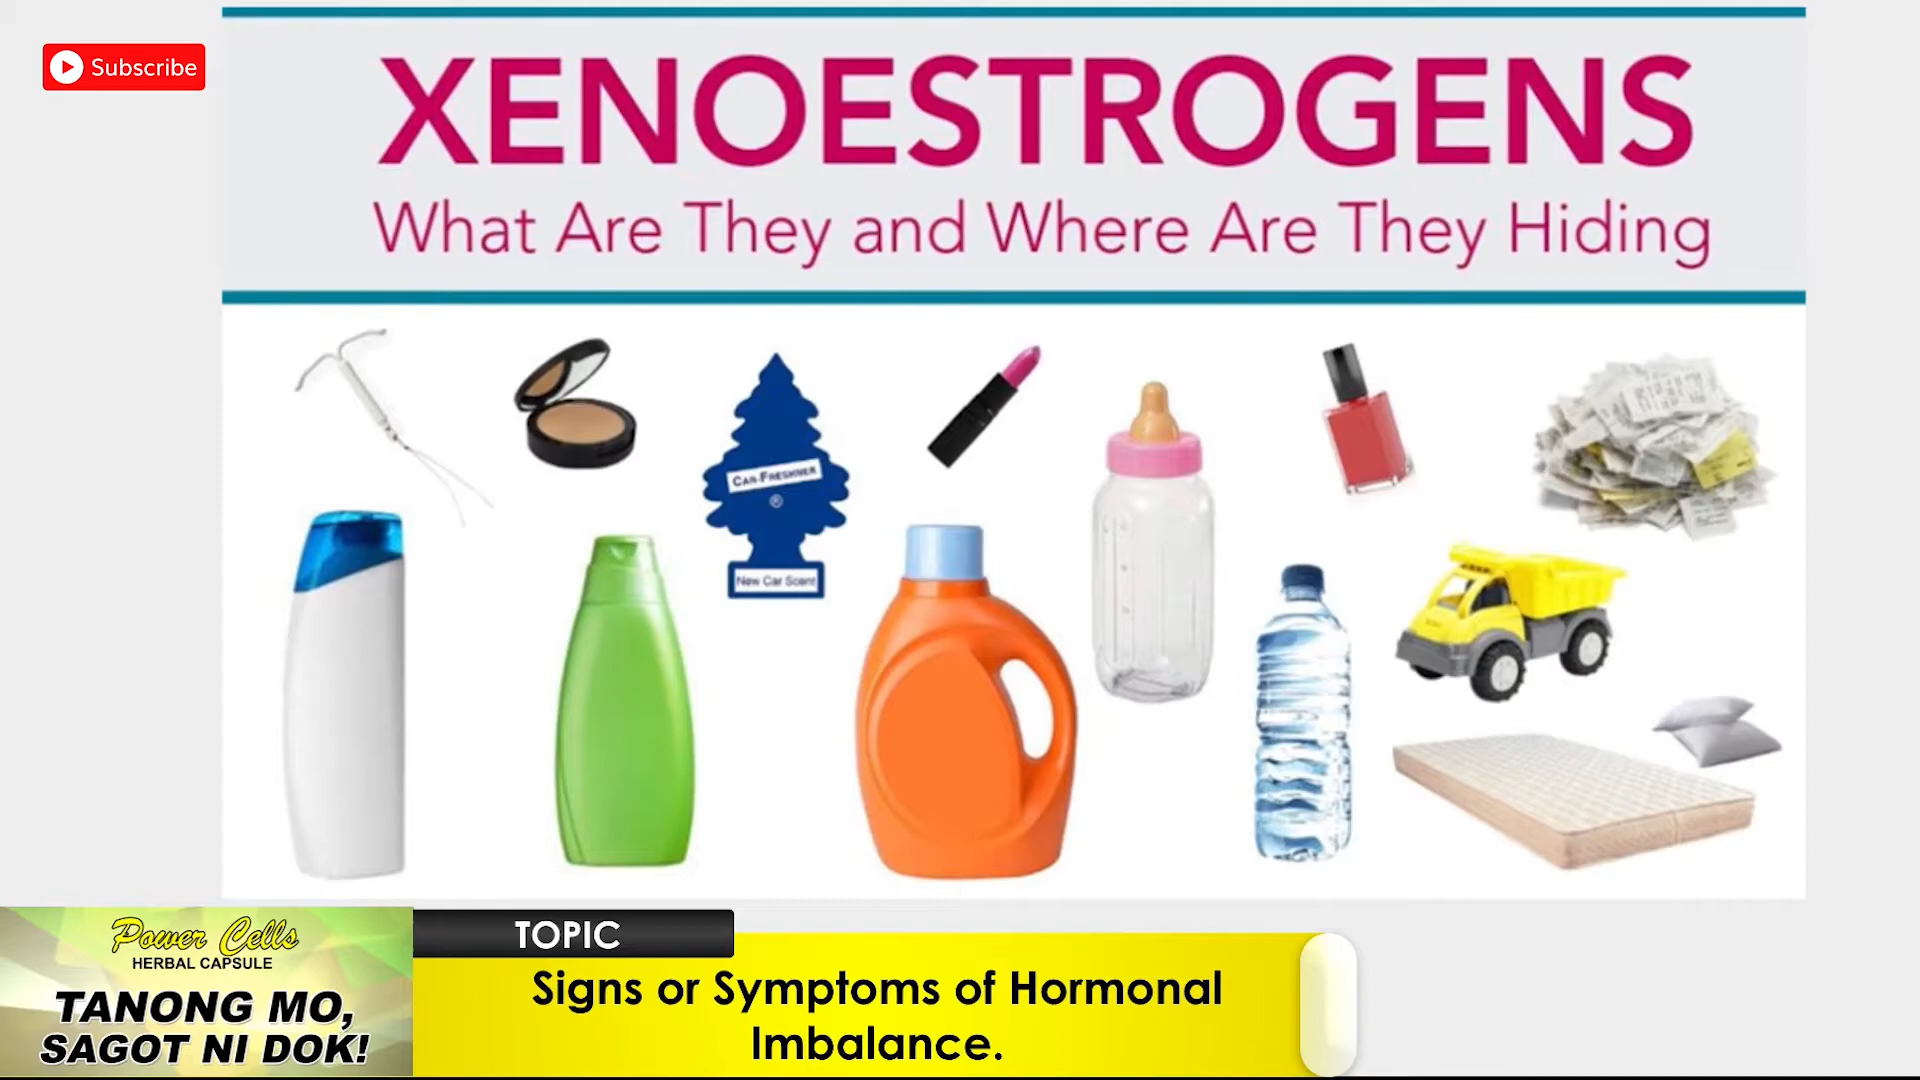 Subscribe
XENOESTROGENS
What Are They and Where Are They Hiding
CAR-FRESHNER
®
New Car Scent
Power Cells
HERBAL CAPSULE
TANONG MO,
SAGOT NI DOK!
TOPIC
Signs or Symptoms of Hormonal
Imbalance.